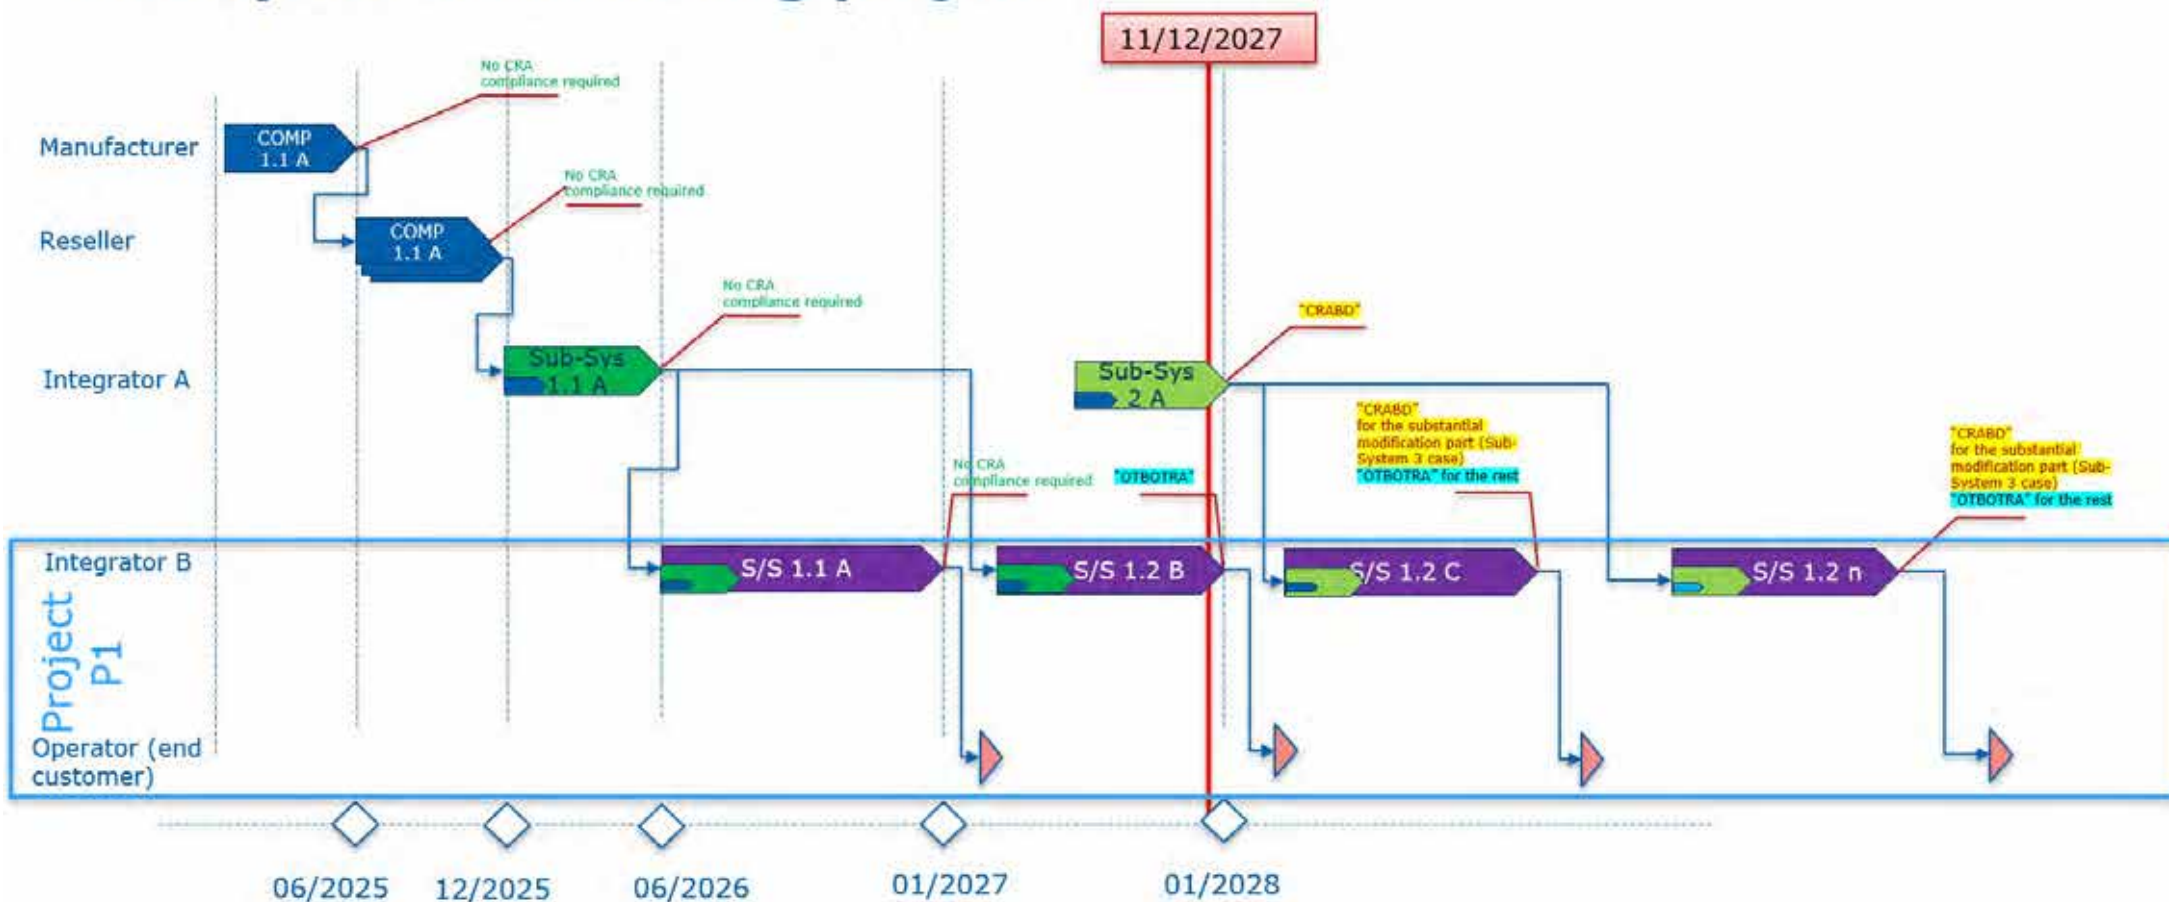 11/12/2027
No CRA
compliance required
Manufacturer
COMP
1.1 A
No CRA
compliance required
Reseller
COMP
1.1 A
No CRA
compliance required
"CRABD"
Integrator A
Sub-Sys
1.1 A
Sub-Sys
2 A
"CRABD"
for the substantial
modification part (Sub-
System 3 case)
"OTBOTRA" for the rest
"CRABD"
for the substantial
modification part (Sub-
System 3 case)
"OTBOTRA" for the rest
No CRA
compliance required
"OTBOTRA"
Integrator B
S/S 1.1 A
S/S 1.2 B
S/S 1.2 C
S/S 1.2 n
Project
P1
Operator (end
customer)
06/2025
12/2025
06/2026
01/2027
01/2028